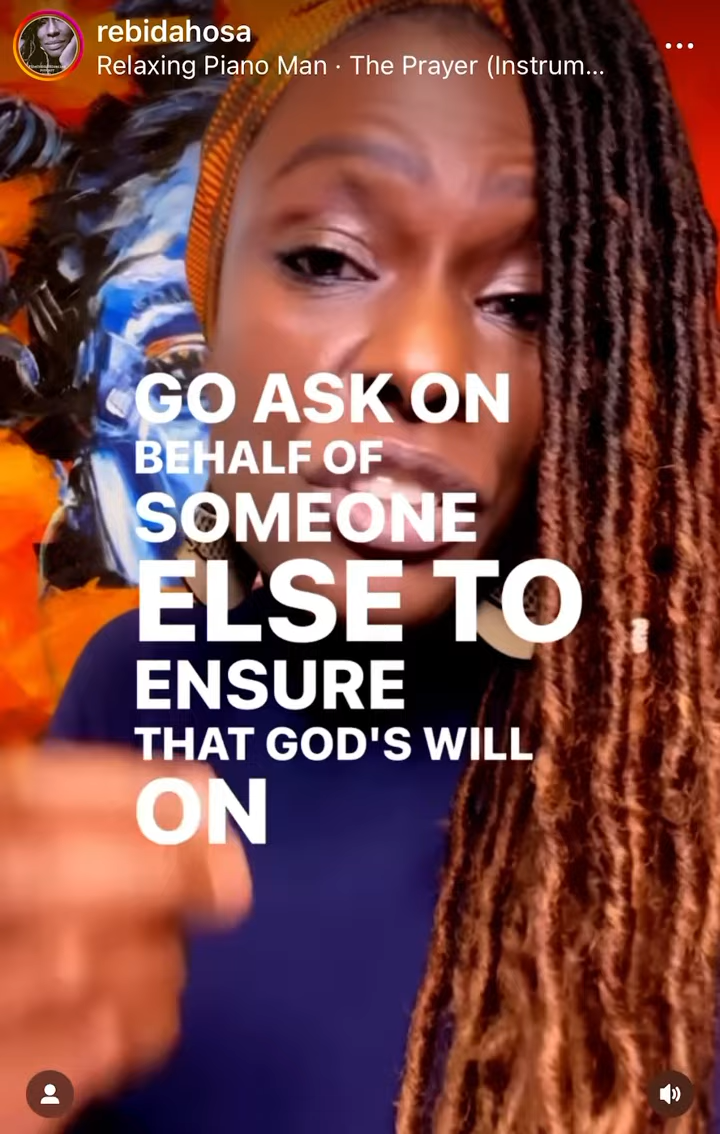 rebidahosa
Relaxing Piano Man · The Prayer (Instrum...
GO ASK ON
BEHALF OF
SOMEONE
ELSE TO
ENSURE
THAT GOD'S WILL
ON